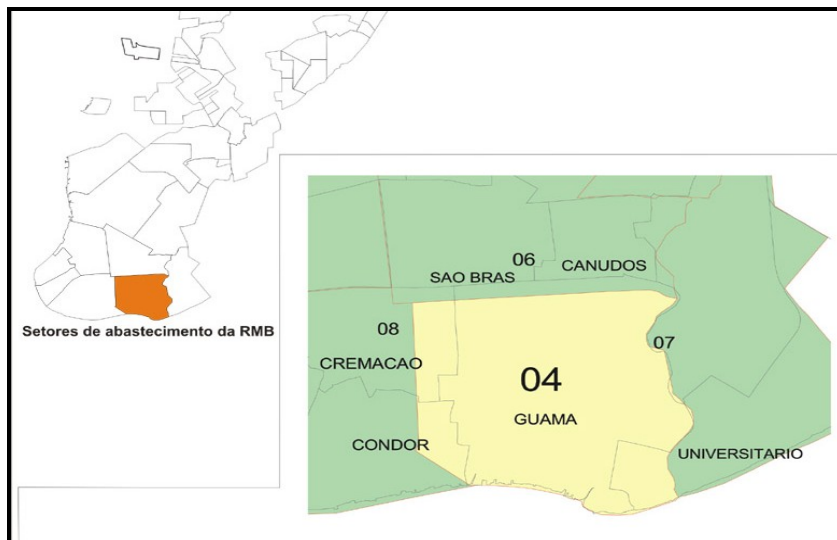 Setores de abastecimento da RMB
06
SAO BRAS
CANUDOS
08
07
CREMACAO
04
GUAMA
CONDOR
UNIVERSITARIO